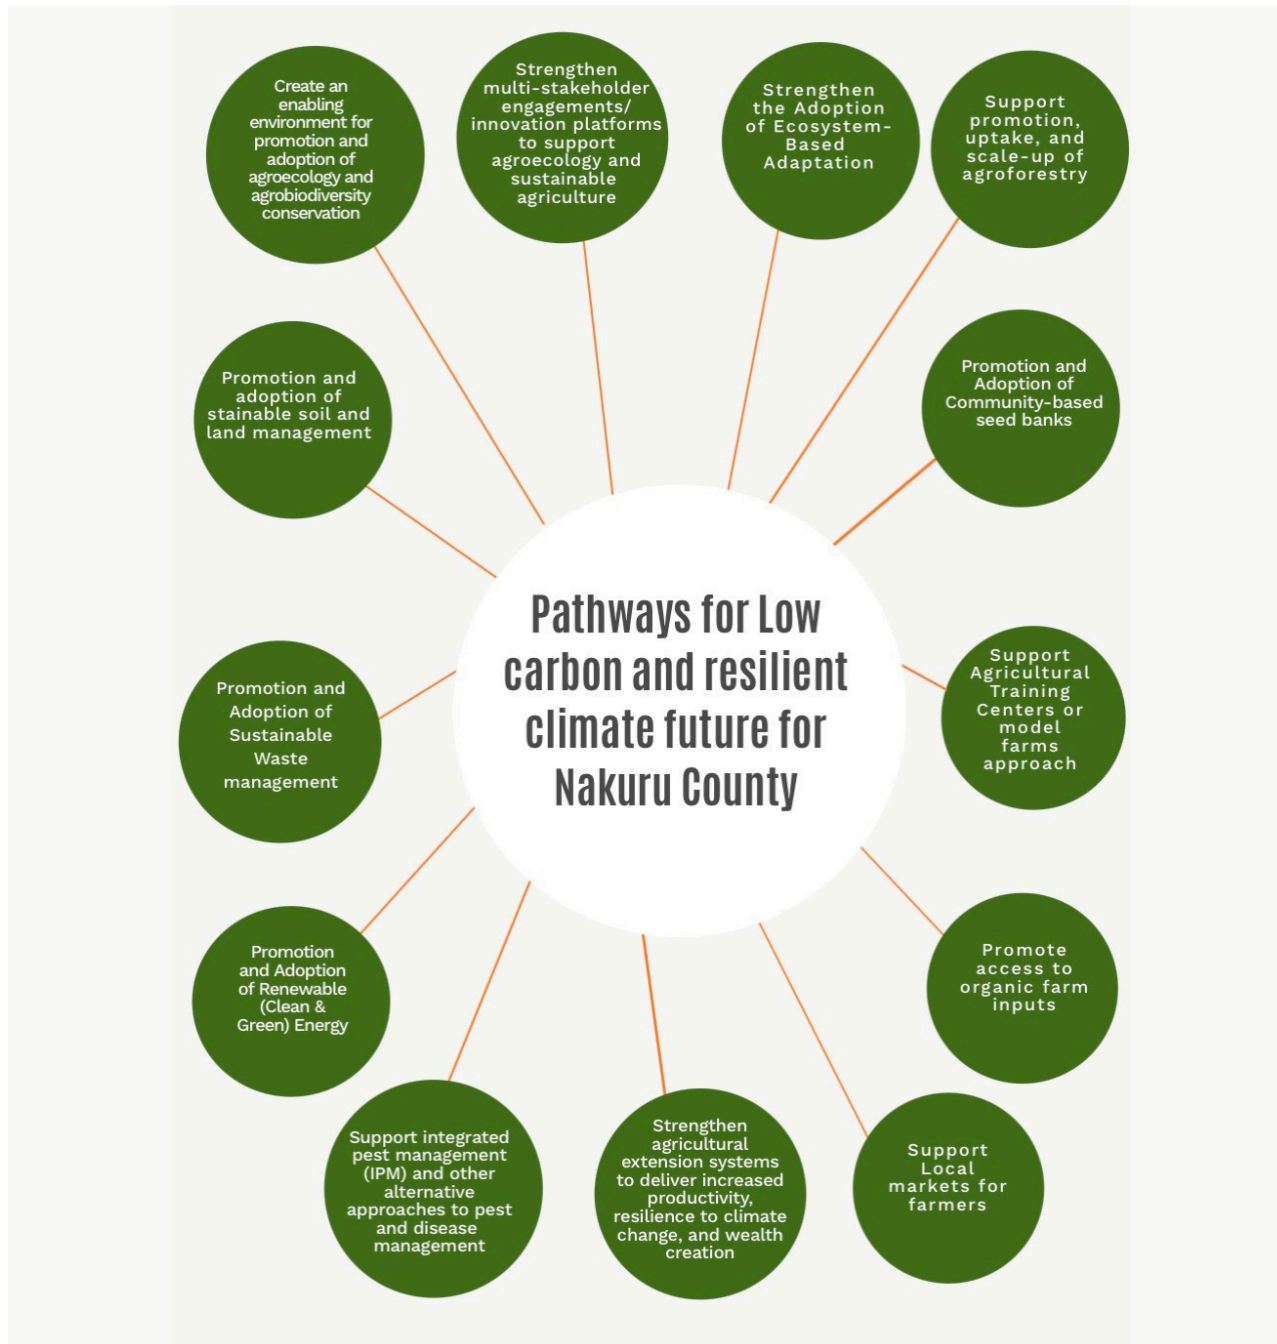 Create an
enabling
environment for
promotion and
adoption of
agroecology and
agrobiodiversity
conservation
Strengthen
multi-stakeholder
engagements/
innovation platforms
to support
agroecology and
sustainable
agriculture
Strengthen
the Adoption
of Ecosystem-
Based
Adaptation
Support
promotion,
uptake, and
scale-up of
agroforestry
Promotion and
adoption of
stainable soil and
land management
Promotion and
Adoption of
Community-based
seed banks
Pathways for Low
carbon and resilient
climate future for
Nakuru County
Promotion and
Adoption of
Sustainable
Waste
management
Support
Agricultural
Training
Centers or
model
farms
approach
Promotion
and Adoption
of Renewable
(Clean &
Green) Energy
Promote
access to
organic farm
inputs
Support integrated
pest management
(IPM) and other
alternative
approaches to pest
and disease
management
Strengthen
agricultural
extension systems
to deliver increased
productivity,
resilience to climate
change, and wealth
creation
Support
Local
markets for
farmers